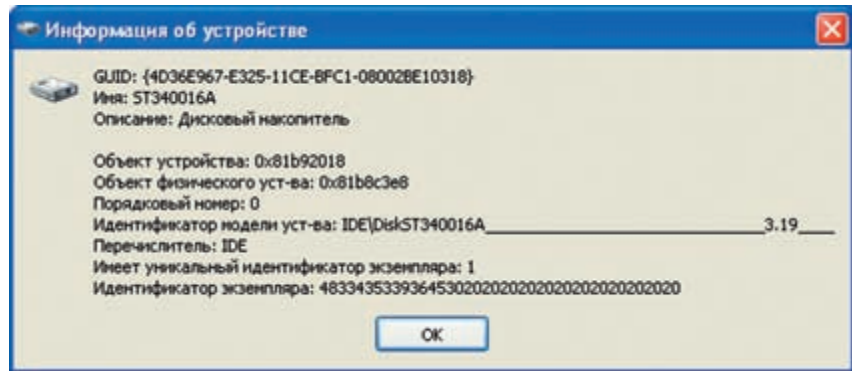 Информация об устройстве
GUID: {4D36E967-E325-11CE-BFC1-08002BE10318}
Имя: ST340016A
Описание: Дисковый накопитель
Объект устройства: 0x81b92018
Объект физического уст-ва: 0x81b8c3e8
Порядковый номер: 0
Идентификатор модели уст-ва: IDE\DiskST340016A_______________________________3.19____
Перечислитель: IDE
Имеет уникальный идентификатор экземпляра: 1
Идентификатор экземпляра: 4833435339364530202020202020202020202020
OK